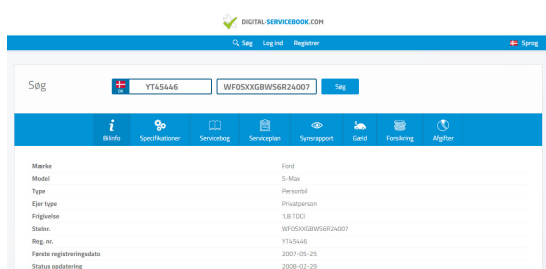 DIGITAL-SERVICEBOOK.COM
Søg Log ind Registrer Sprog
Søg DK YT45446 WF0SXXGBWS6R24007 Søg
Bilinfo Specifikationer Servicebog Serviceplan Synsrapport Gæld Forsikring Afgifter
Mærke Ford
Model S-Max
Type Personbil
Ejer type Privatperson
Frigivelse 1,8 TDCI
Stelnr. WF0SXXGBWS6R24007
Reg. nr. YT45446
Første registreringsdato 2007-05-25
Status opdatering 2008-02-29